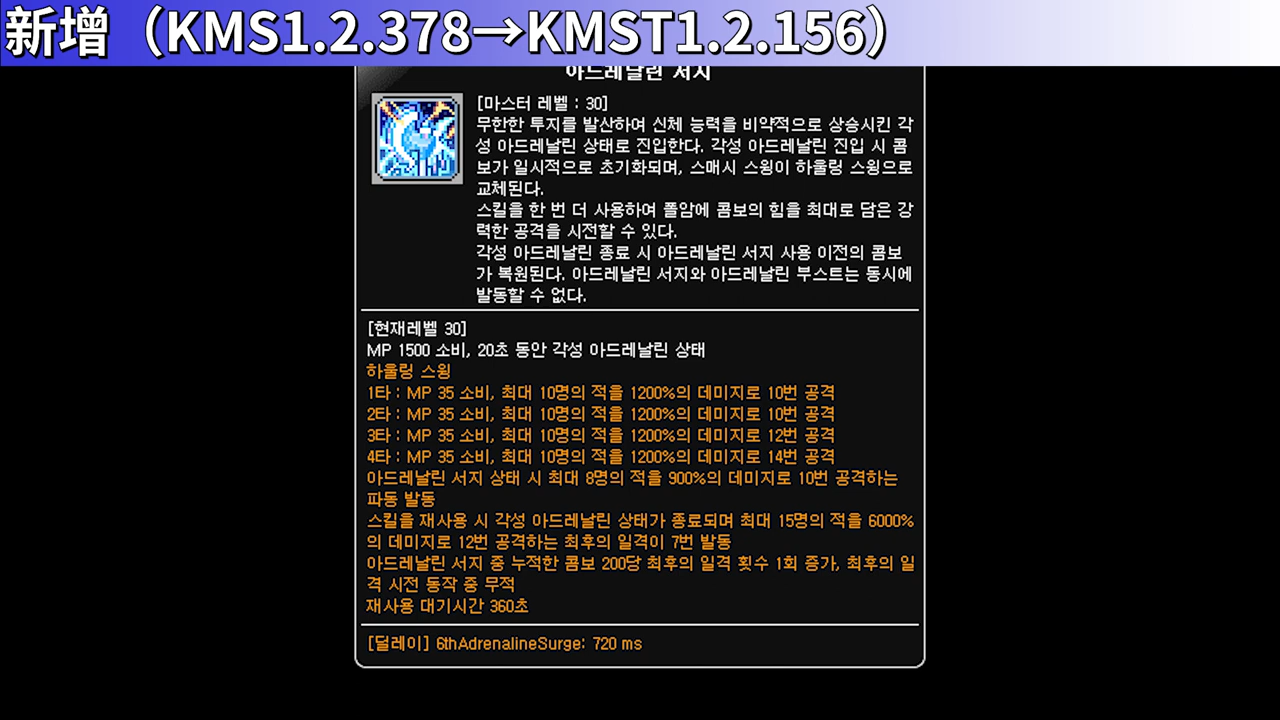 新增（KMS1.2.378→KMST1.2.156）
아드레날린 서지
[마스터 레벨 : 30]
무한한 투지를 발산하여 신체 능력을 비약적으로 상승시킨 각
성 아드레날린 상태로 진입한다. 각성 아드레날린 진입 시 콤
보가 일시적으로 초기화되며, 스매시 스윙이 하울링 스윙으로
교체된다.
스킬을 한 번 더 사용하여 폴암에 콤보의 힘을 최대로 담은 강
력한 공격을 시전할 수 있다.
각성 아드레날린 종료 시 아드레날린 서지 사용 이전의 콤보
가 복원된다. 아드레날린 서지와 아드레날린 부스트는 동시에
발동할 수 없다.
[현재레벨 30]
MP 1500 소비, 20초 동안 각성 아드레날린 상태
하울링 스윙
1타 : MP 35 소비, 최대 10명의 적을 1200%의 데미지로 10번 공격
2타 : MP 35 소비, 최대 10명의 적을 1200%의 데미지로 10번 공격
3타 : MP 35 소비, 최대 10명의 적을 1200%의 데미지로 12번 공격
4타 : MP 35 소비, 최대 10명의 적을 1200%의 데미지로 14번 공격
아드레날린 서지 상태 시 최대 8명의 적을 900%의 데미지로 10번 공격하는
파동 발동
스킬을 재사용 시 각성 아드레날린 상태가 종료되며 최대 15명의 적을 6000%
의 데미지로 12번 공격하는 최후의 일격이 7번 발동
아드레날린 서지 중 누적한 콤보 200당 최후의 일격 횟수 1회 증가, 최후의 일
격 시전 동작 중 무적
재사용 대기시간 360초
[딜레이] 6thAdrenalineSurge: 720 ms